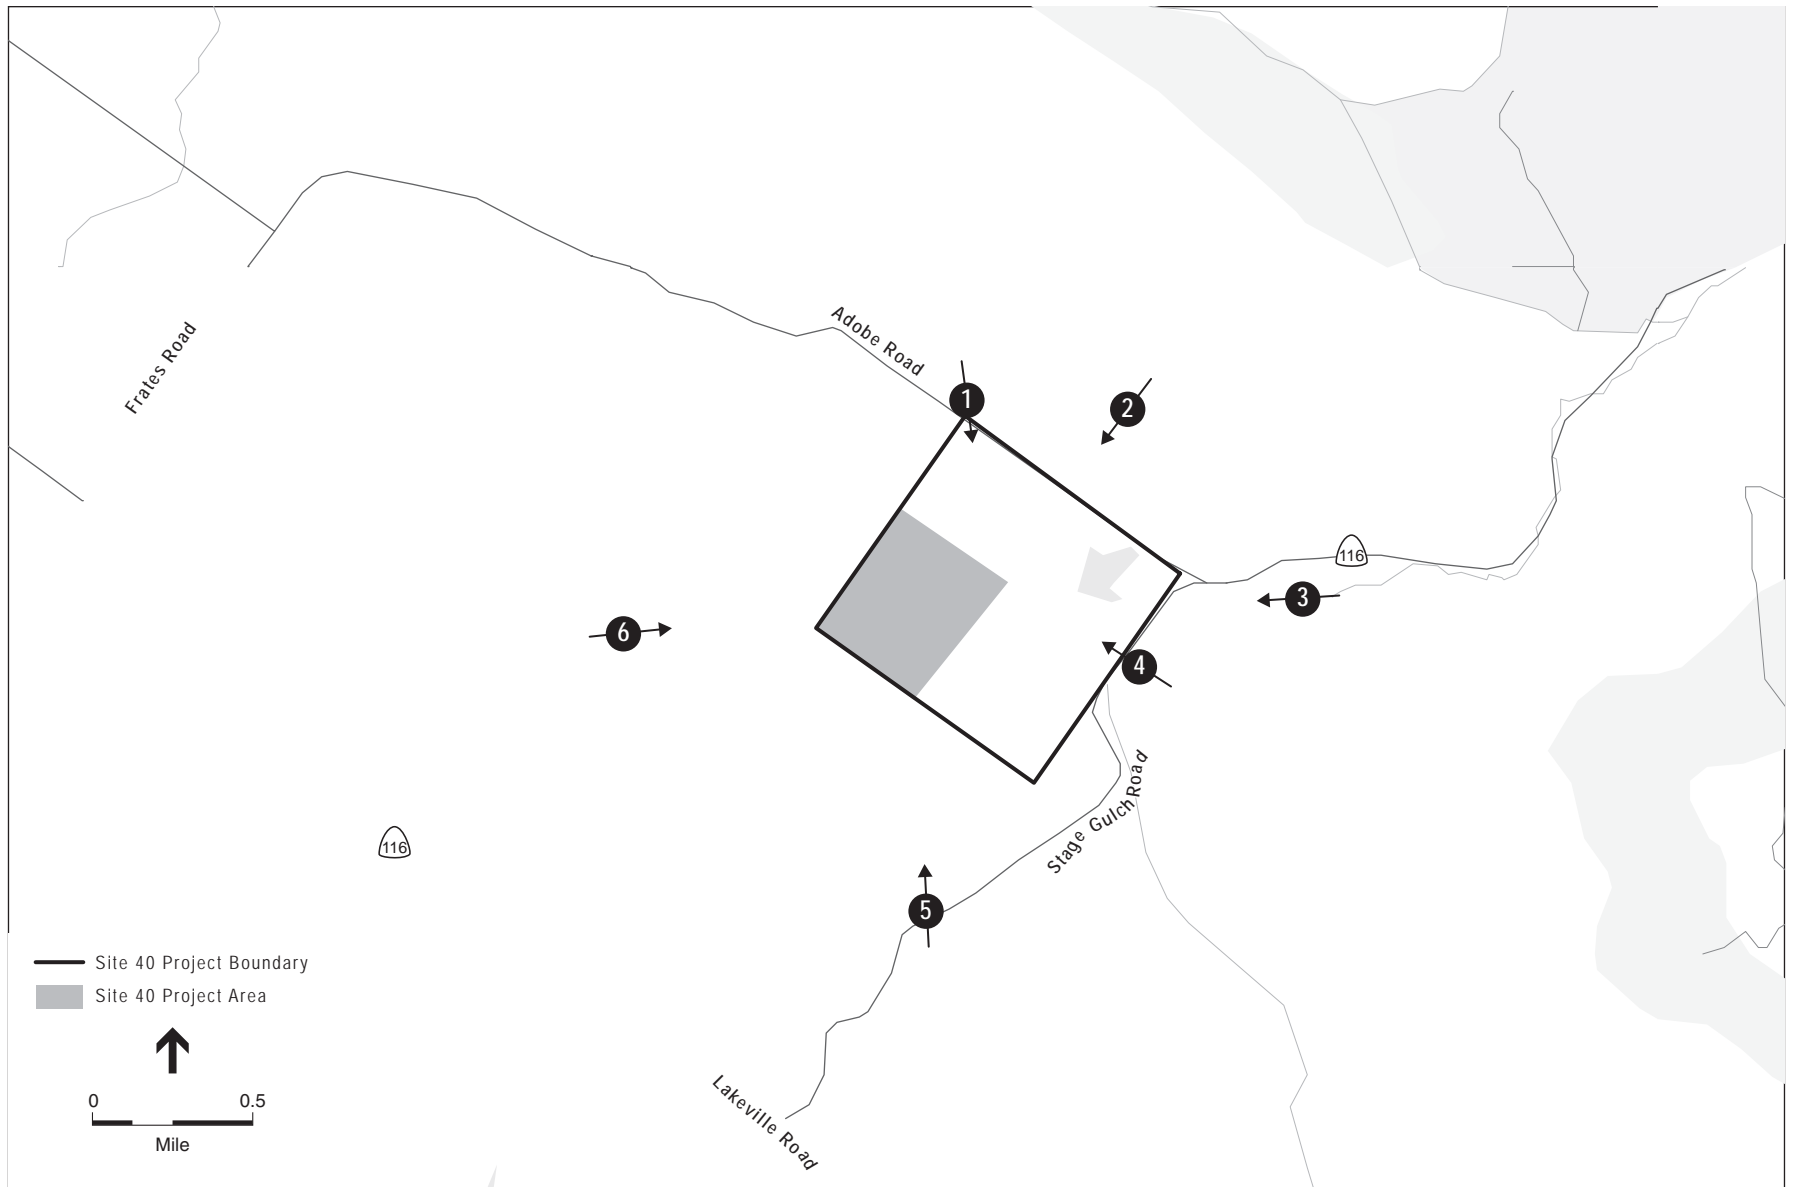 Adobe Road
Frates Road
1
2
116
3
6
4
Stage Gulch Road
116
5
Site 40 Project Boundary
Site 40 Project Area
0 0.5
Mile
Lakeville Road